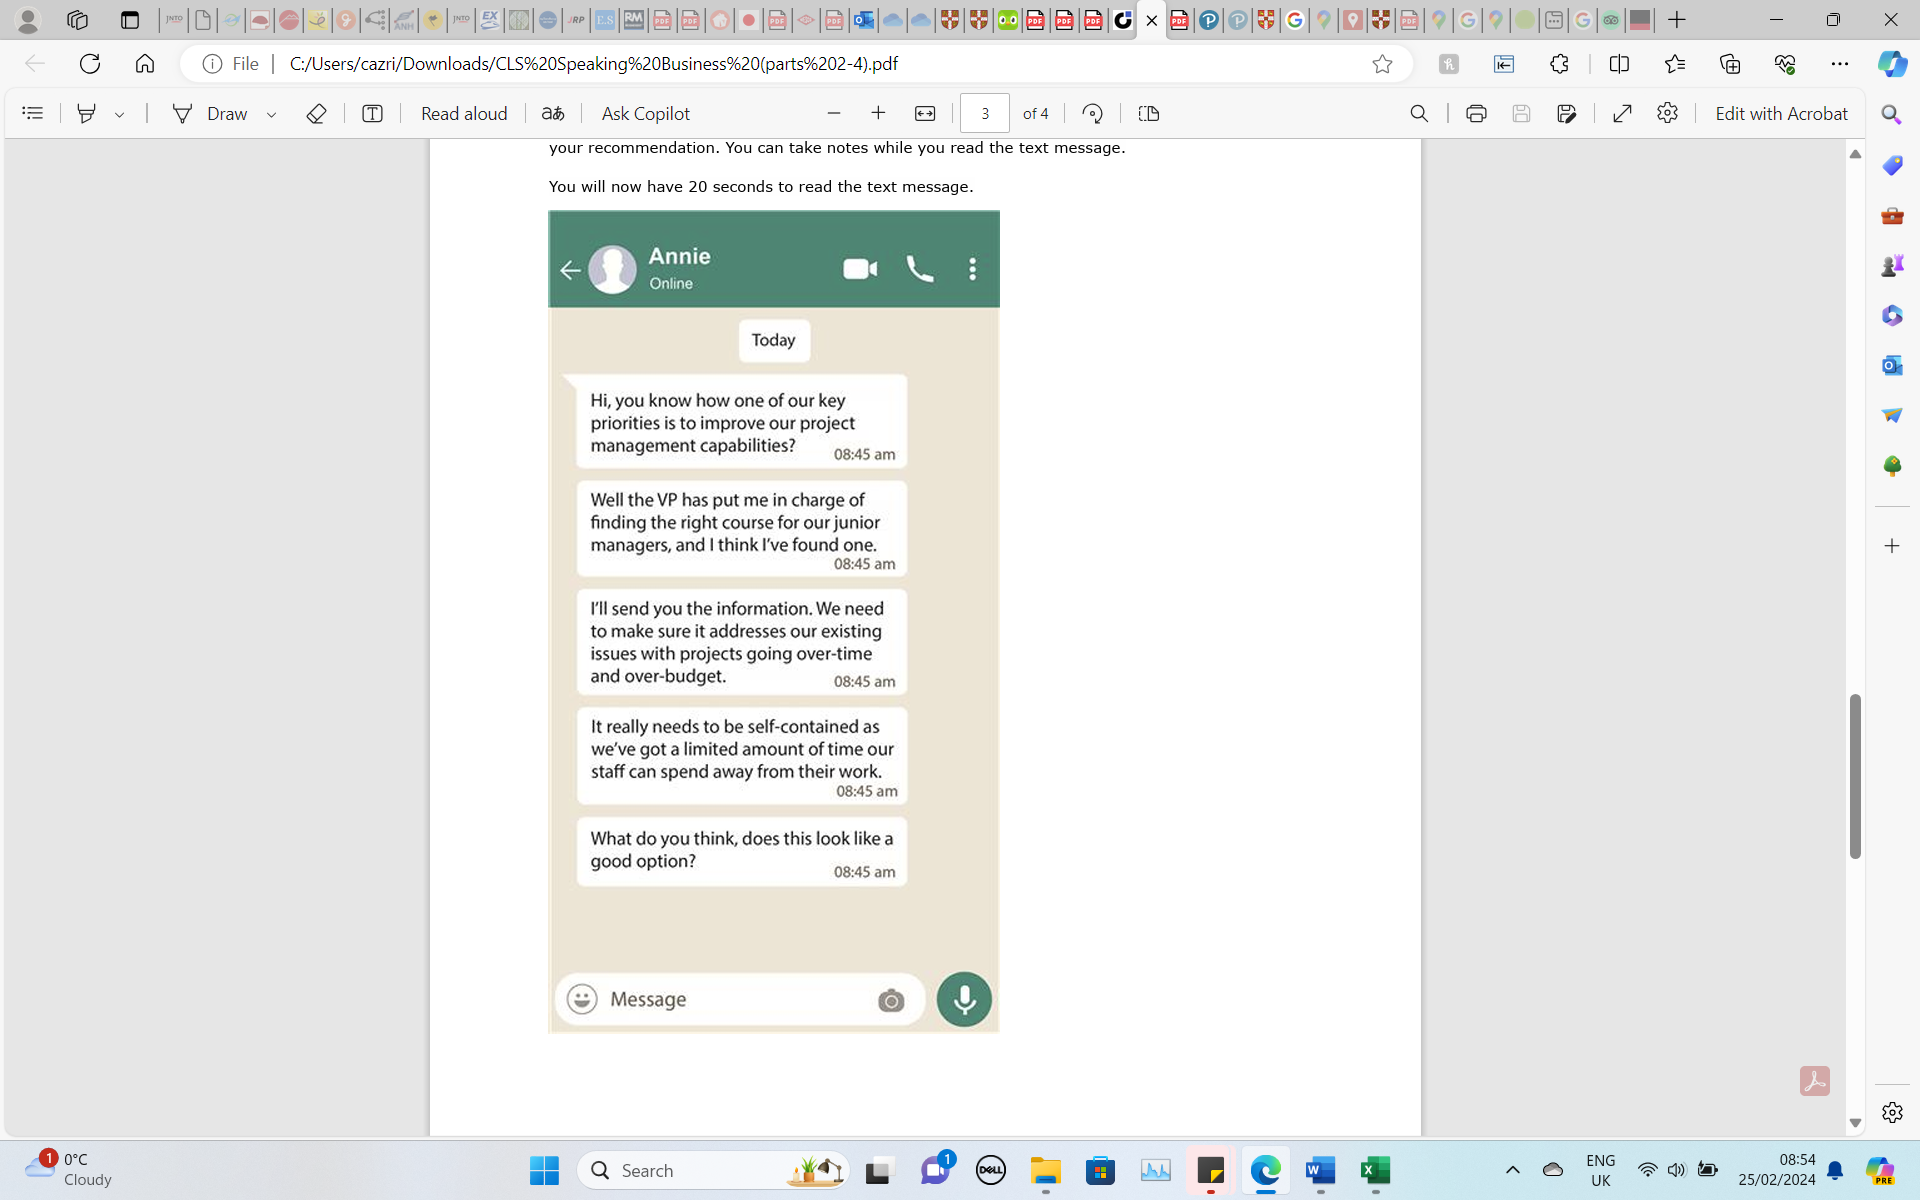 File
C:/Users/cazri/Downloads/CLS%20Speaking%20Business%20(parts%202-4).pdf
Draw
Read aloud
aあ
Ask Copilot
3
of 4
Edit with Acrobat
your recommendation. You can take notes while you read the text message.
You will now have 20 seconds to read the text message.
Annie
Online
Today
Hi, you know how one of our key
priorities is to improve our project
management capabilities?
08:45 am
Well the VP has put me in charge of
finding the right course for our junior
managers, and I think I've found one.
08:45 am
I'll send you the information. We need
to make sure it addresses our existing
issues with projects going over-time
and over-budget.
08:45 am
It really needs to be self-contained as
we've got a limited amount of time our
staff can spend away from their work.
08:45 am
What do you think, does this look like a
good option?
08:45 am
Message
1
0°C
Cloudy
Search
1
DELL
ENG
UK
08:54
25/02/2024
PRE